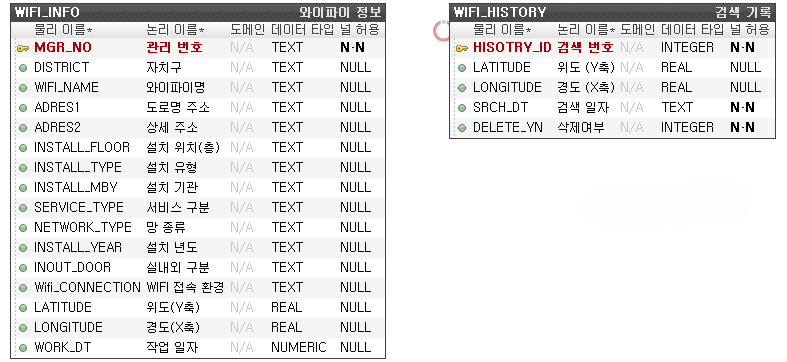 WIFI_INFO 와이파이 정보
물리 이름* 논리 이름* 도메인 데이터 타입 널 허용
MGR_NO 관리 번호 N/A TEXT N·N
DISTRICT 자치구 N/A TEXT NULL
WIFI_NAME 와이파이명 N/A TEXT NULL
ADRES1 도로명 주소 N/A TEXT NULL
ADRES2 상세 주소 N/A TEXT NULL
INSTALL_FLOOR 설치 위치(층) N/A TEXT NULL
INSTALL_TYPE 설치 유형 N/A TEXT NULL
INSTALL_MBY 설치 기관 N/A TEXT NULL
SERVICE_TYPE 서비스 구분 N/A TEXT NULL
NETWORK_TYPE 망 종류 N/A TEXT NULL
INSTALL_YEAR 설치 년도 N/A TEXT NULL
INOUT_DOOR 실내외 구분 N/A TEXT NULL
Wifi_CONNECTION WIFI 접속 환경 N/A TEXT NULL
LATITUDE 위도(Y축) N/A REAL NULL
LONGITUDE 경도(X축) N/A REAL NULL
WORK_DT 작업 일자 N/A NUMERIC NULL
WIFI_HISTORY 검색 기록
물리 이름* 논리 이름* 도메인 데이터 타입 널 허용
HISOTRY_ID 검색 번호 N/A INTEGER N·N
LATITUDE 위도 (Y축) N/A REAL NULL
LONGITUDE 경도 (X축) N/A REAL NULL
SRCH_DT 검색 일자 N/A TEXT N·N
DELETE_YN 삭제여부 N/A INTEGER N·N